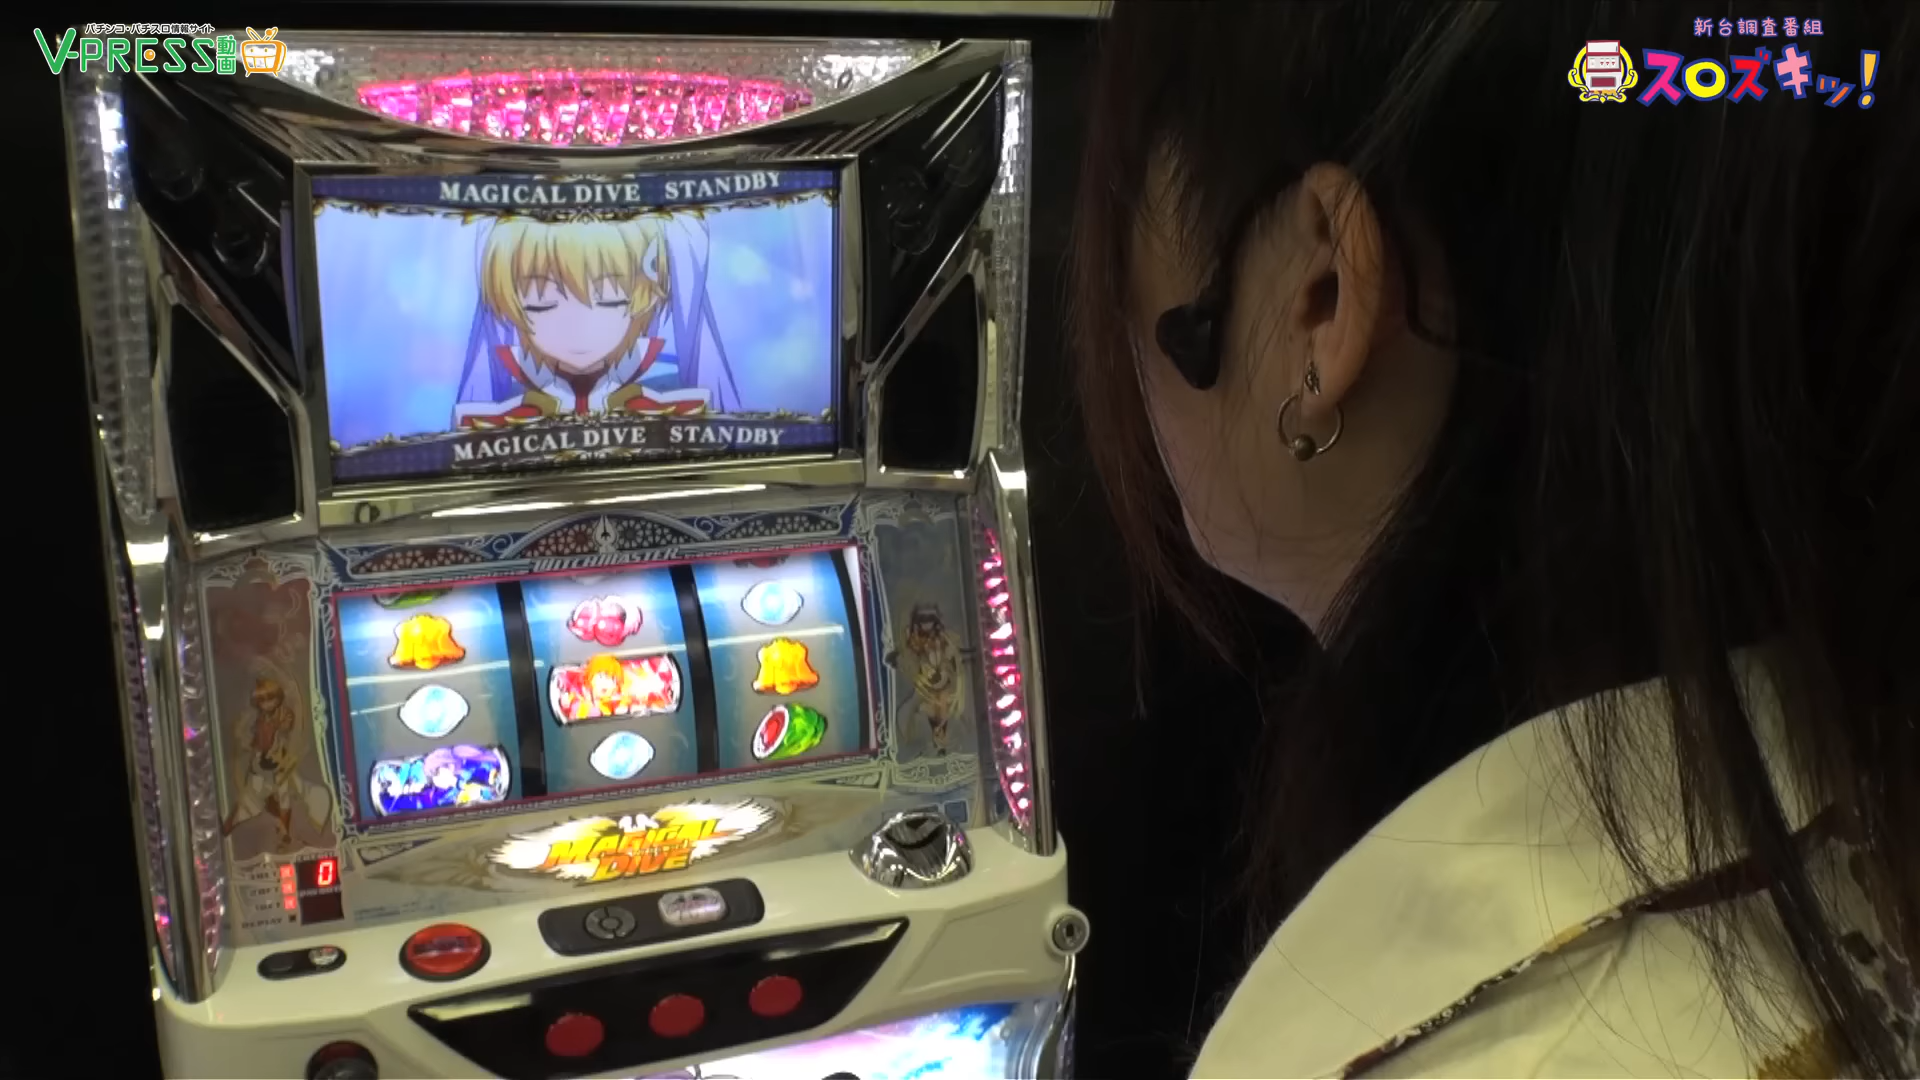 パチンコ・パチスロ情報サイト
V-PRESS動画
新台調査番組
スロズキッ!
MAGICAL DIVE STANDBY
MAGICAL DIVE STANDBY
WITCHMASTER
MAGICAL
DIVE
0